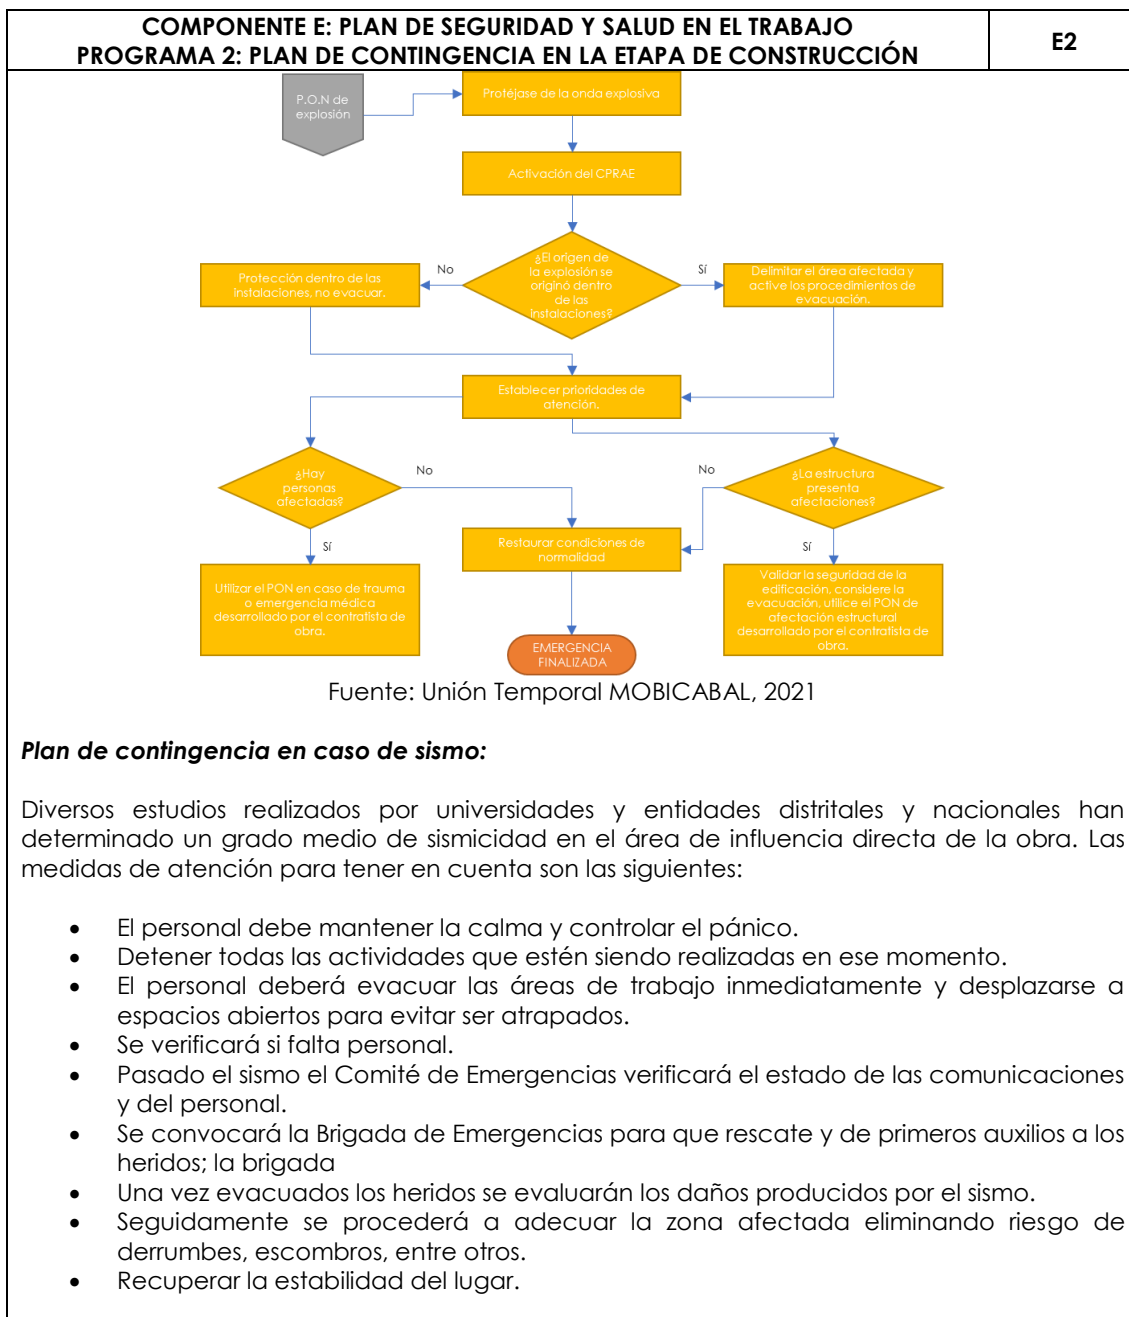 COMPONENTE E: PLAN DE SEGURIDAD Y SALUD EN EL TRABAJO
PROGRAMA 2: PLAN DE CONTINGENCIA EN LA ETAPA DE CONSTRUCCIÓN
E2
P.O.N de
explosión
Protéjase de la onda explosiva
Activación del CPRAE
¿El origen de
la explosión se
originó dentro
de las
instalaciones?
No
Sí
Protección dentro de las
instalaciones, no evacuar.
Delimitar el área afectada y
active los procedimientos de
evacuación.
Establecer prioridades de
atención.
¿Hay
personas
afectadas?
No
No
¿La estructura
presenta
afectaciones?
Sí
Restaurar condiciones de
normalidad
Sí
Utilizar el PON en caso de trauma
o emergencia médica
desarrollado por el contratista de
obra.
Validar la seguridad de la
edificación, considere la
evacuación, utilice el PON de
afectación estructural
desarrollado por el contratista de
obra.
EMERGENCIA
FINALIZADA
Fuente: Unión Temporal MOBICABAL, 2021
Plan de contingencia en caso de sismo:
Diversos estudios realizados por universidades y entidades distritales y nacionales han
determinado un grado medio de sismicidad en el área de influencia directa de la obra. Las
medidas de atención para tener en cuenta son las siguientes:
• El personal debe mantener la calma y controlar el pánico.
• Detener todas las actividades que estén siendo realizadas en ese momento.
• El personal deberá evacuar las áreas de trabajo inmediatamente y desplazarse a
espacios abiertos para evitar ser atrapados.
• Se verificará si falta personal.
• Pasado el sismo el Comité de Emergencias verificará el estado de las comunicaciones
y del personal.
• Se convocará la Brigada de Emergencias para que rescate y de primeros auxilios a los
heridos; la brigada
• Una vez evacuados los heridos se evaluarán los daños producidos por el sismo.
• Seguidamente se procederá a adecuar la zona afectada eliminando riesgo de
derrumbes, escombros, entre otros.
• Recuperar la estabilidad del lugar.